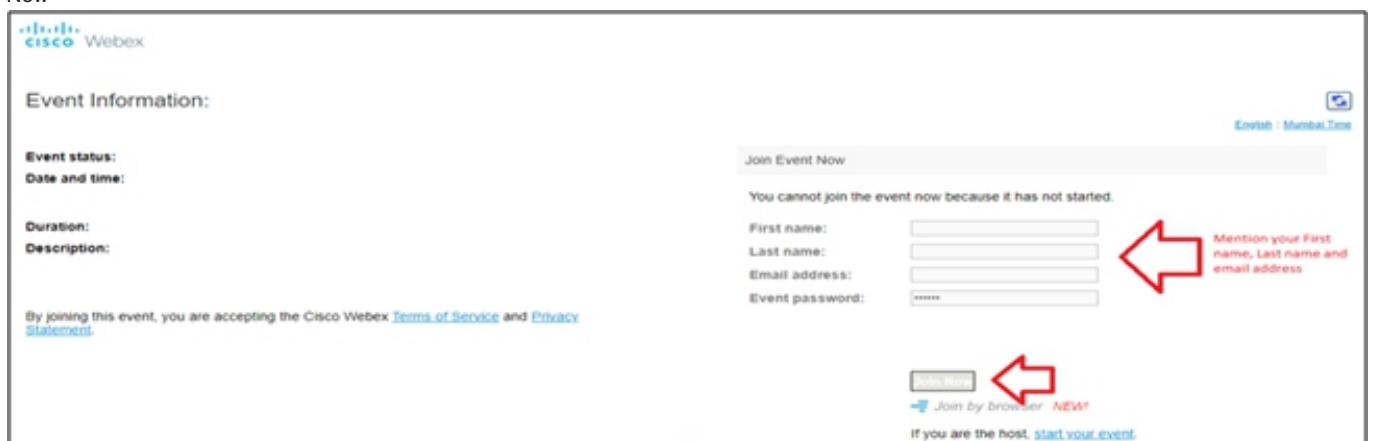 cisco Webex
Event Information:
English : Mumbai Time
Event status:
Date and time:
Duration:
Description:
By joining this event, you are accepting the Cisco Webex Terms of Service and Privacy
Statement.
Join Event Now
You cannot join the event now because it has not started.
First name:
Last name:
Email address:
Event password:
Mention your First
name, Last name and
email address
Join Now
Join by browser NEW!
If you are the host, start your event.